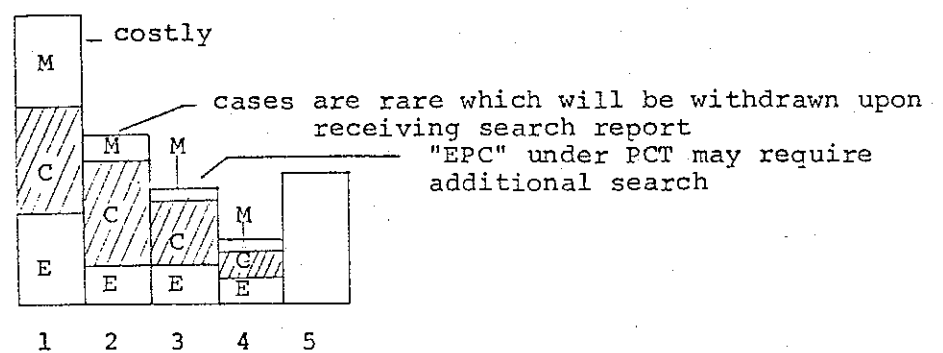 costly
M
cases are rare which will be withdrawn upon
receiving search report
M M
"EPC" under PCT may require
additional search
C
C M
C
C
E
E E E
1 2 3 4 5